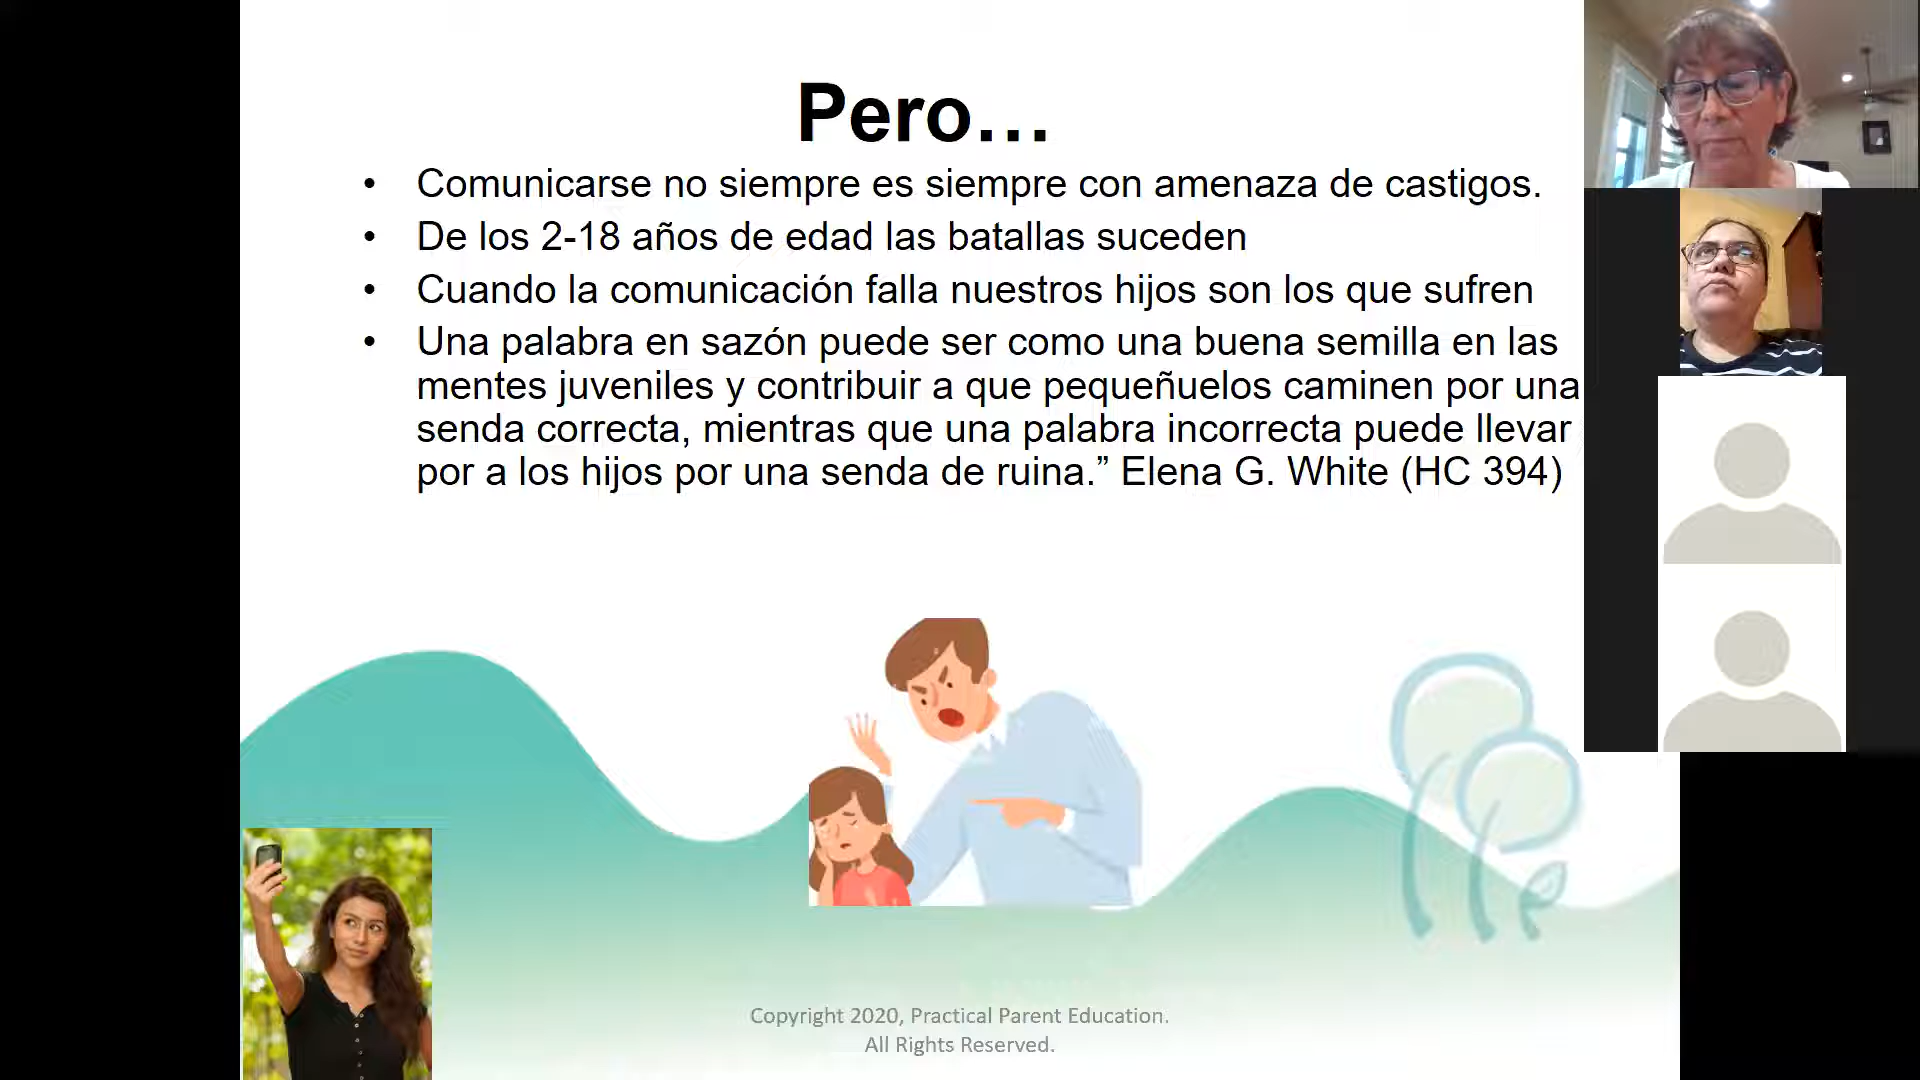 Pero…
• Comunicarse no siempre es siempre con amenaza de castigos.
• De los 2-18 años de edad las batallas suceden
• Cuando la comunicación falla nuestros hijos son los que sufren
• Una palabra en sazón puede ser como una buena semilla en las
mentes juveniles y contribuir a que pequeñuelos caminen por una
senda correcta, mientras que una palabra incorrecta puede llevar
por a los hijos por una senda de ruina.” Elena G. White (HC 394)
Copyright 2020, Practical Parent Education.
All Rights Reserved.